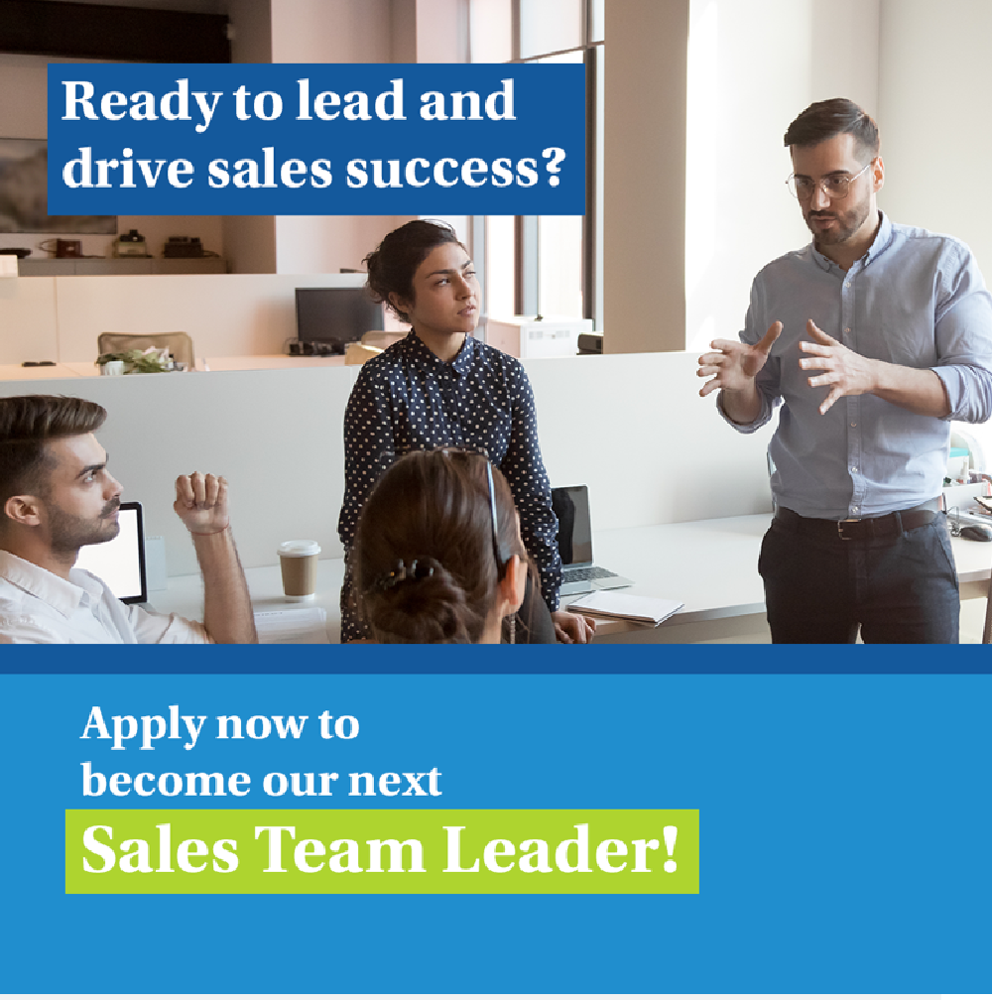 Ready to lead and
drive sales success?
Apply now to
become our next
Sales Team Leader!